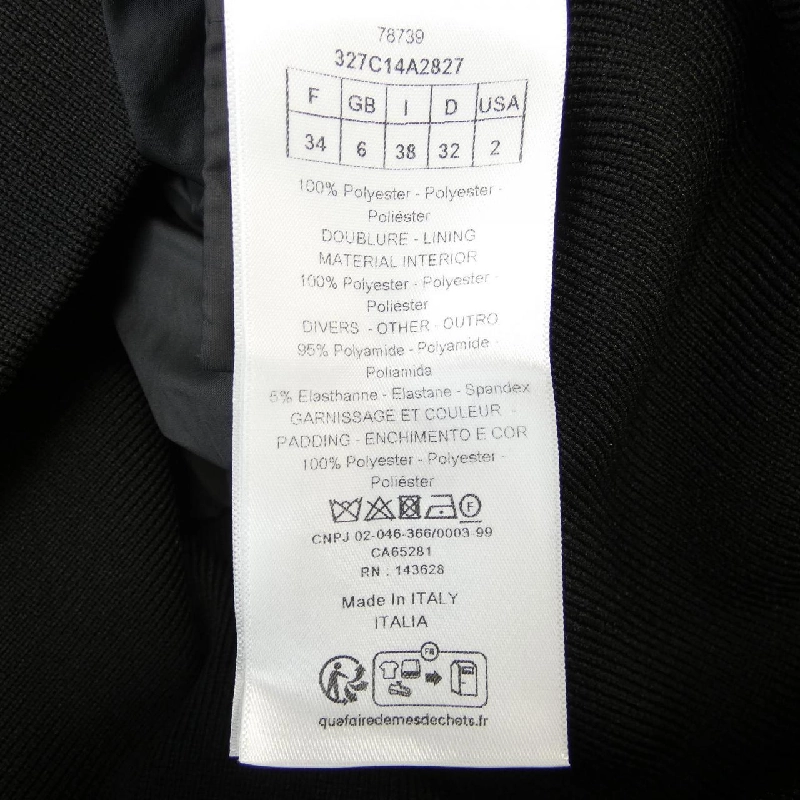 78739
327C14A2827
F GB I D USA
34 6 38 32 2
100% Polyester - Polyester -
Poliéster
DOUBLURE - LINING
MATERIAL INTERIOR
100% Polyester - Polyester -
Poliéster
DIVERS - OTHER - OUTRO
95% Polyamide - Polyamide -
Poliamida
5% Elasthanne - Elastane - Spandex
GARNISSAGE ET COULEUR -
PADDING - ENCHIMENTO E COR
100% Polyester - Polyester -
Poliéster
F
CNPJ 02-046-366/0003-99
CA65281
RN : 143628
Made In ITALY
ITALIA
FR
quefairedemesdechets.fr